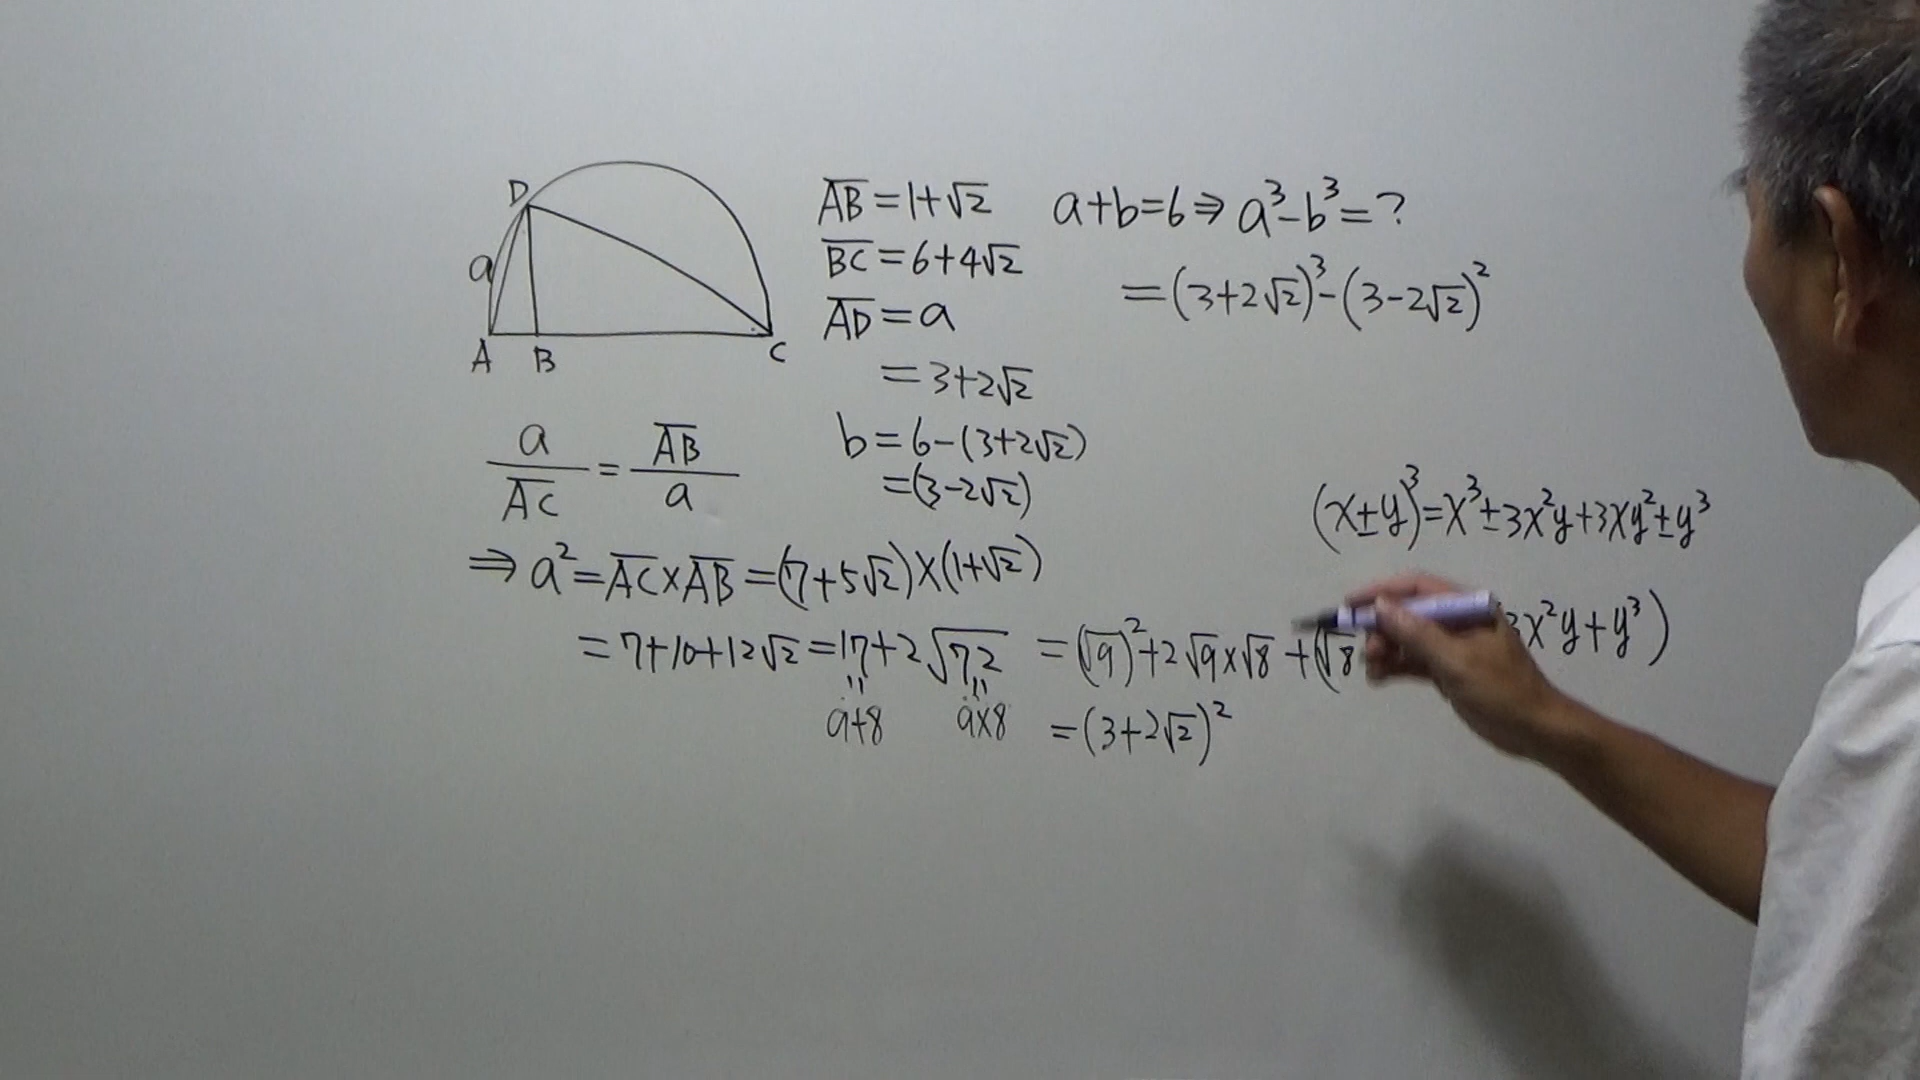 D
a
A B C
AB = 1+√2
BC = 6+4√2
AD = a
= 3+2√2
b = 6-(3+2√2)
= (3-2√2)
a+b=6 ⇒ a³-b³=?
= (3+2√2)³-(3-2√2)²
a/AC = AB/a
⇒ a² = AC×AB = (7+5√2)×(1+√2)
= 7+10+12√2 = 17+2√72 = (√9)²+2√9×√8+(√8
9+8 9×8 = (3+2√2)²
(x±y)³=x³±3x²y+3xy²±y³
3x²y+y³)